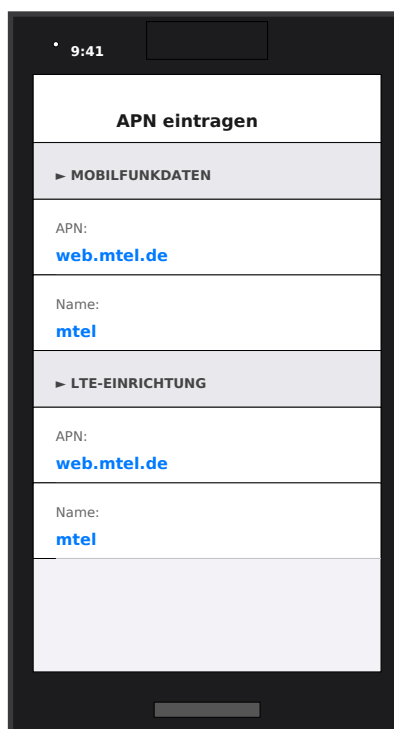 9:41
APN eintragen
► MOBILFUNKDATEN
APN:
web.mtel.de
Name:
mtel
► LTE-EINRICHTUNG
APN:
web.mtel.de
Name:
mtel